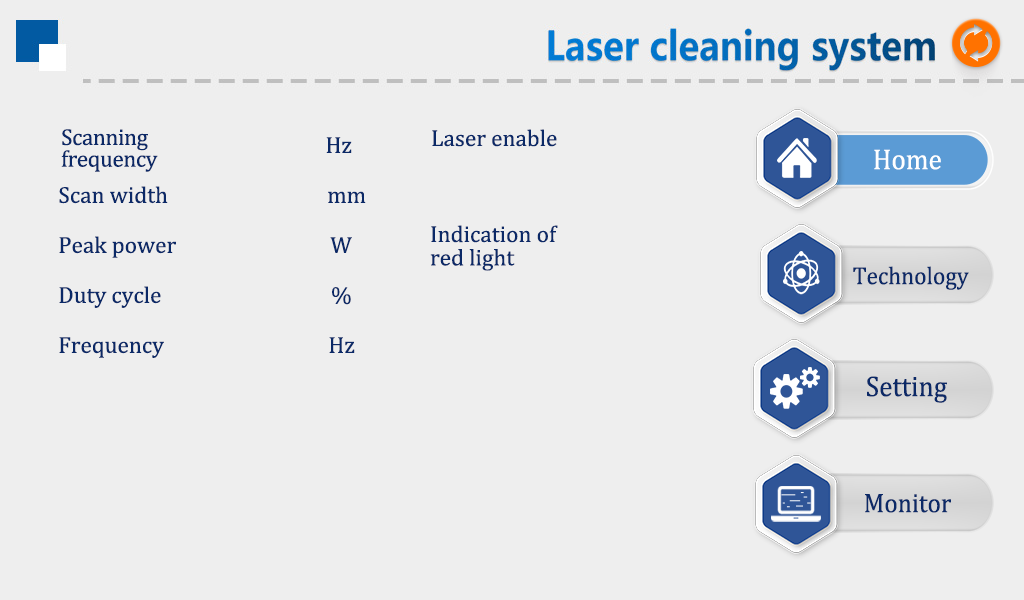 Laser cleaning system
Scanning
frequency
Hz
Laser enable
Scan width
mm
Peak power
W
Indication of
red light
Duty cycle
%
Frequency
Hz
Home
Technology
Setting
Monitor